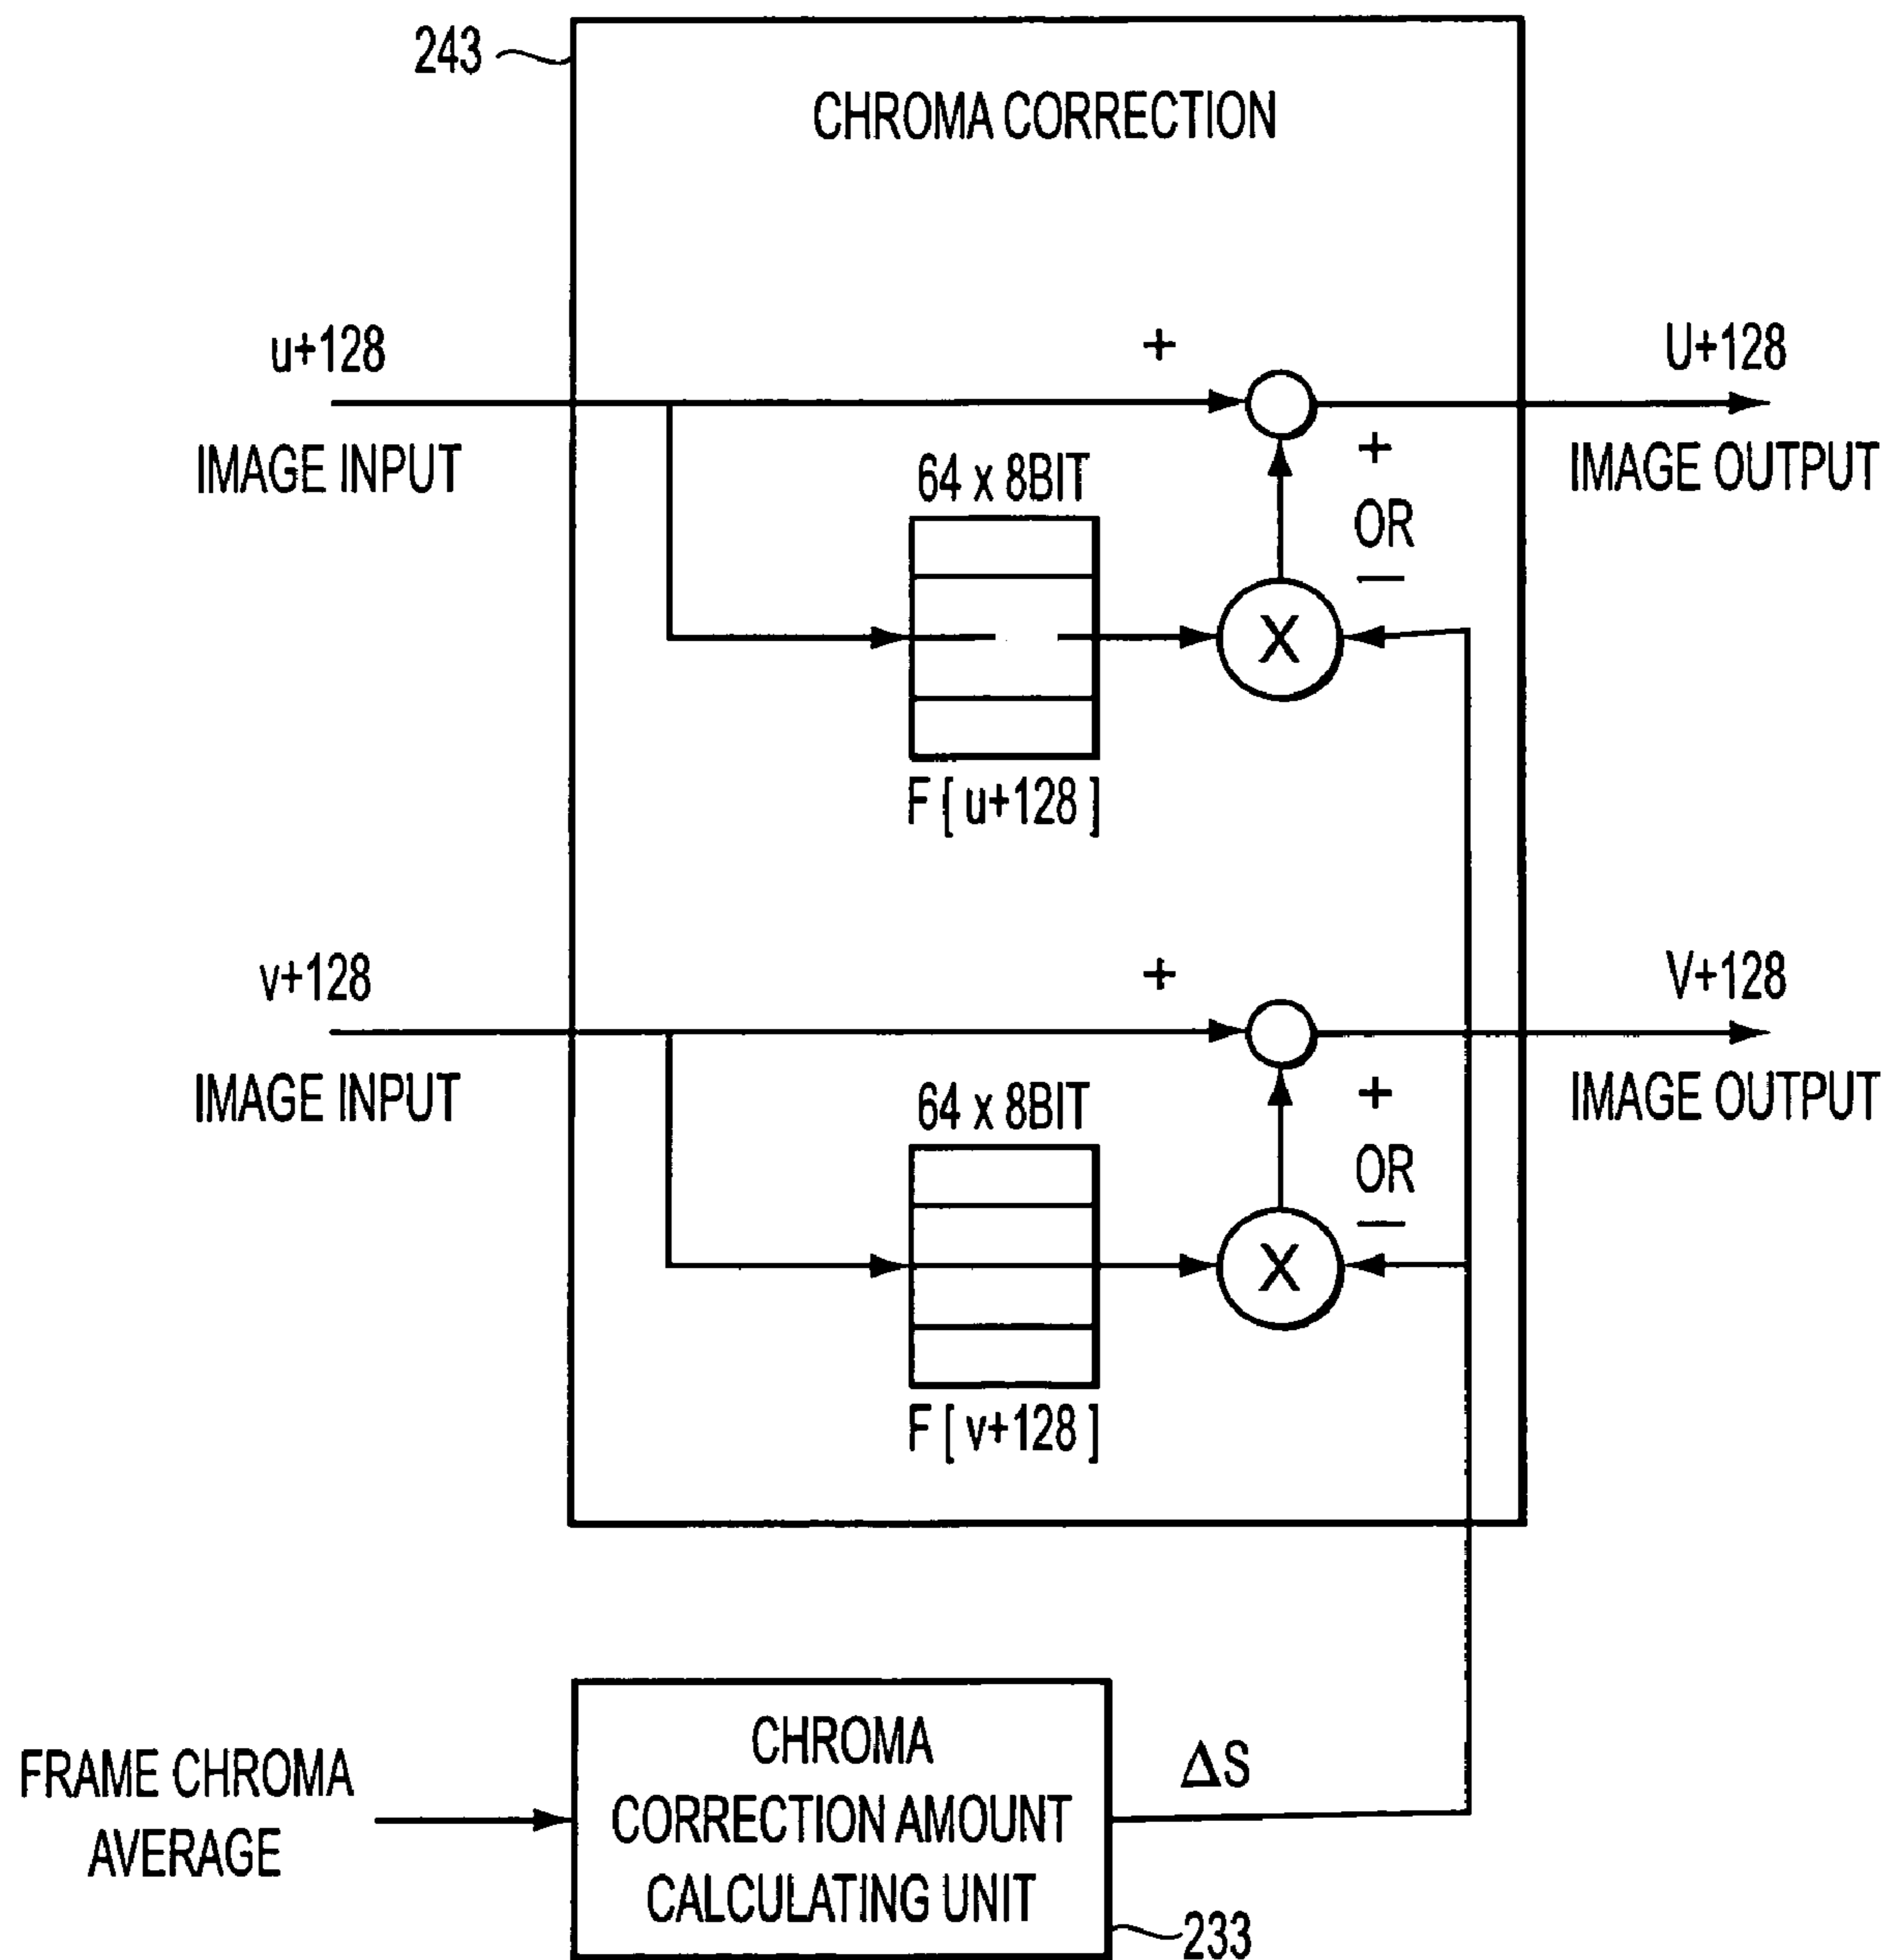 243
CHROMA CORRECTION
u+128
+
U+128
IMAGE INPUT
64 x 8BIT
+
OR
—
IMAGE OUTPUT
X
F [ u+128 ]
v+128
+
V+128
IMAGE INPUT
64 x 8BIT
+
OR
—
IMAGE OUTPUT
X
F [ v+128 ]
FRAME CHROMA
AVERAGE
CHROMA
CORRECTION AMOUNT
CALCULATING UNIT
ΔS
233